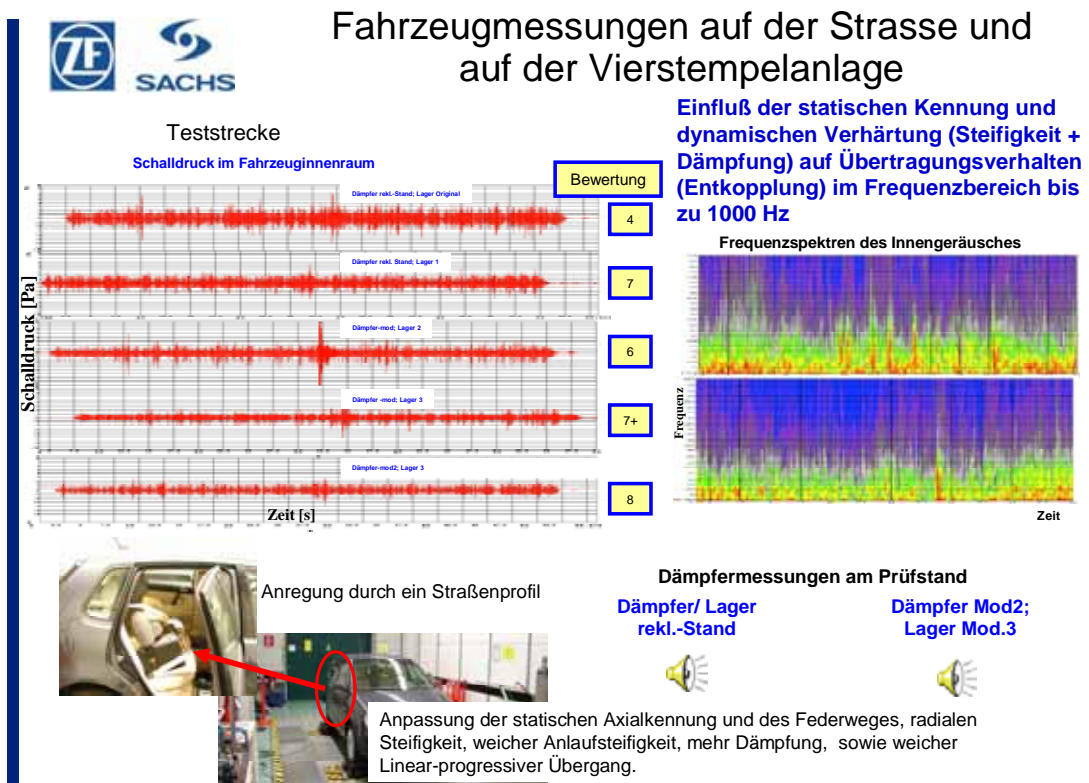 ZF
SACHS
Fahrzeugmessungen auf der Strasse und
auf der Vierstempelanlage
Teststrecke
Schalldruck im Fahrzeuginnenraum
Bewertung
Schalldruck [Pa]
Dämpfer rekl.-Stand; Lager Original
4
Dämpfer rekl. Stand; Lager 1
7
Dämpfer-mod; Lager 2
6
Dämpfer -mod; Lager 3
7+
Dämpfer-mod2; Lager 3
8
Zeit [s]
Einfluß der statischen Kennung und
dynamischen Verhärtung (Steifigkeit +
Dämpfung) auf Übertragungsverhalten
(Entkopplung) im Frequenzbereich bis
zu 1000 Hz
Frequenzspektren des Innengeräusches
Frequenz
Zeit
Anregung durch ein Straßenprofil
Dämpfermessungen am Prüfstand
Dämpfer/ Lager
rekl.-Stand
Dämpfer Mod2;
Lager Mod.3
Anpassung der statischen Axialkennung und des Federweges, radialen
Steifigkeit, weicher Anlaufsteifigkeit, mehr Dämpfung, sowie weicher
Linear-progressiver Übergang.